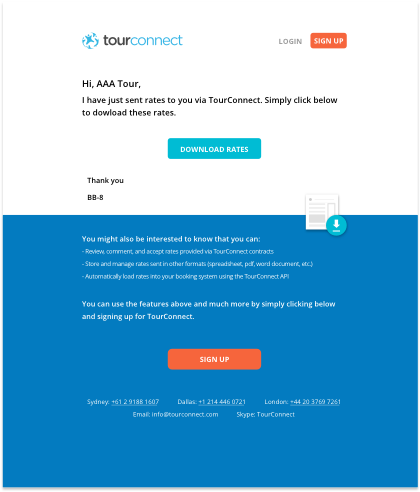 tourconnect
LOGIN
SIGN UP
Hi, AAA Tour,
I have just sent rates to you via TourConnect. Simply click below
to dowload these rates.
DOWNLOAD RATES
Thank you
BB-8
You might also be interested to know that you can:
- Review, comment, and accept rates provided via TourConnect contracts
- Store and manage rates sent in other formats (spreadsheet, pdf, word document, etc.)
- Automatically load rates into your booking system using the TourConnect API
You can use the features above and much more by simply clicking below
and signing up for TourConnect.
SIGN UP
Sydney: +61 2 9188 1607 Dallas: +1 214 446 0721 London: +44 20 3769 7261
Email: info@tourconnect.com Skype: TourConnect